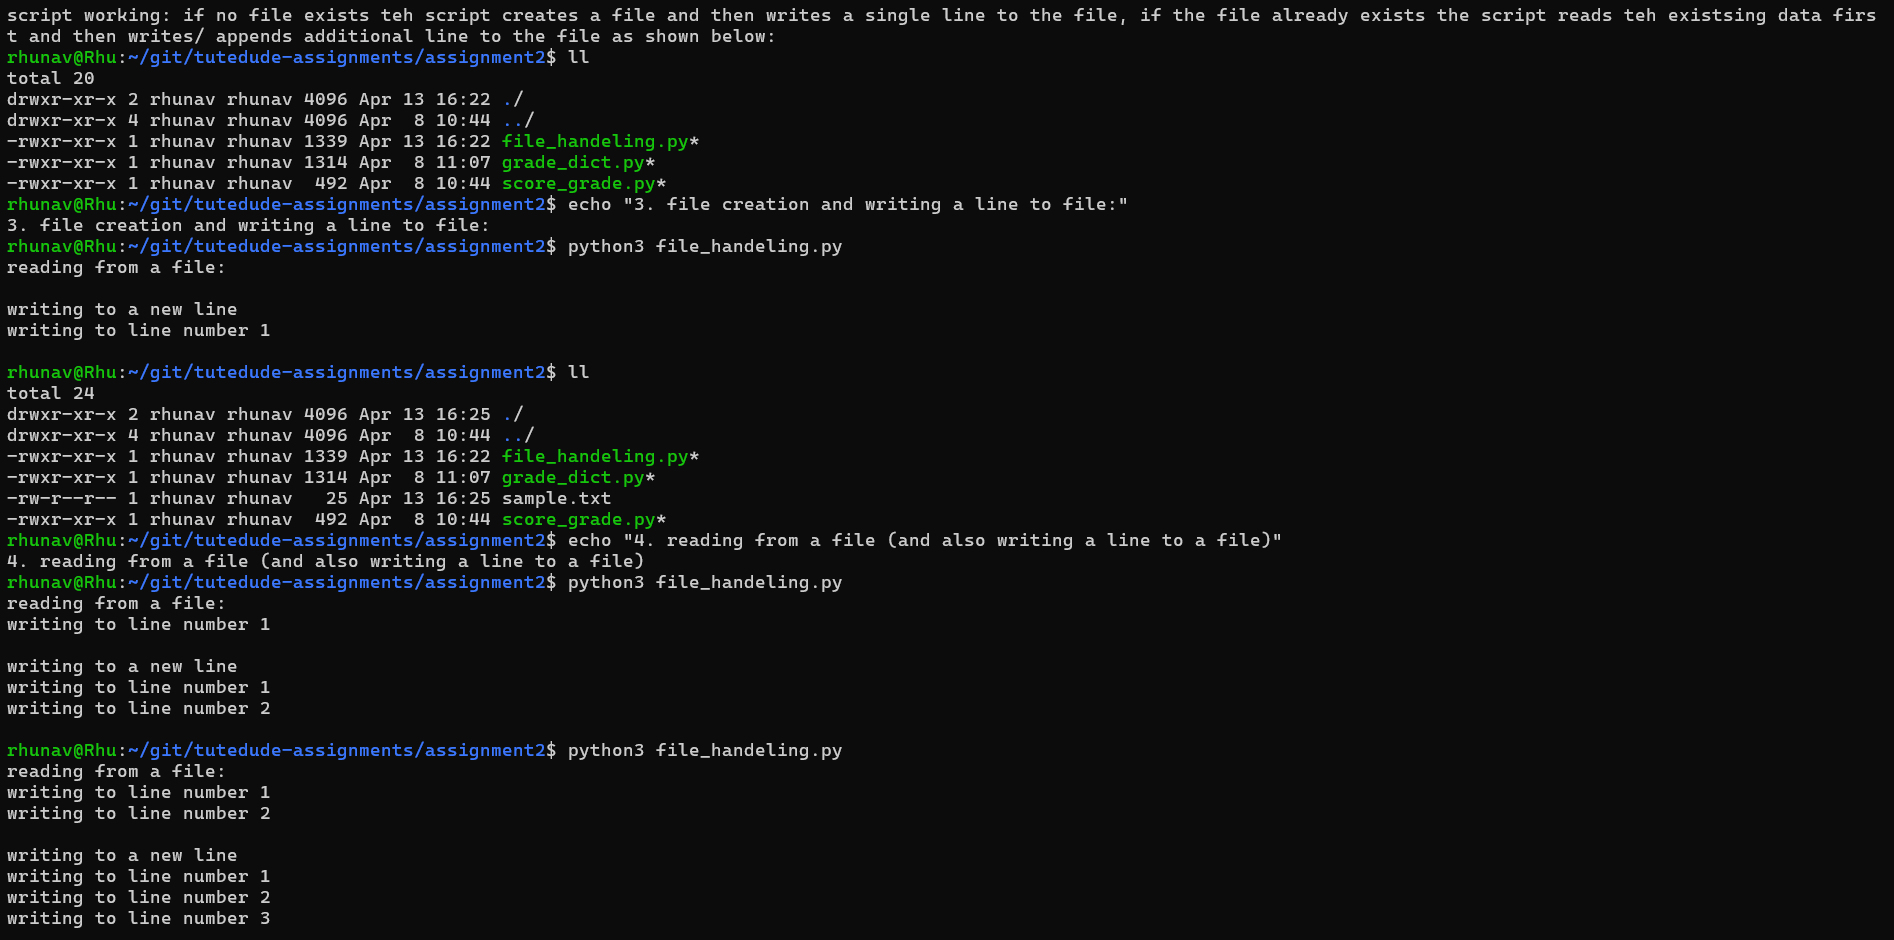 script working: if no file exists teh script creates a file and then writes a single line to the file, if the file already exists the script reads teh existsing data firs
t and then writes/ appends additional line to the file as shown below:
rhunav@Rhu:~/git/tutedude-assignments/assignment2$ ll
total 20
drwxr-xr-x 2 rhunav rhunav 4096 Apr 13 16:22 ./
drwxr-xr-x 4 rhunav rhunav 4096 Apr  8 10:44 ../
-rwxr-xr-x 1 rhunav rhunav 1339 Apr 13 16:22 file_handeling.py*
-rwxr-xr-x 1 rhunav rhunav 1314 Apr  8 11:07 grade_dict.py*
-rwxr-xr-x 1 rhunav rhunav  492 Apr  8 10:44 score_grade.py*
rhunav@Rhu:~/git/tutedude-assignments/assignment2$ echo "3. file creation and writing a line to file:"
3. file creation and writing a line to file:
rhunav@Rhu:~/git/tutedude-assignments/assignment2$ python3 file_handeling.py
reading from a file:

writing to a new line
writing to line number 1

rhunav@Rhu:~/git/tutedude-assignments/assignment2$ ll
total 24
drwxr-xr-x 2 rhunav rhunav 4096 Apr 13 16:25 ./
drwxr-xr-x 4 rhunav rhunav 4096 Apr  8 10:44 ../
-rwxr-xr-x 1 rhunav rhunav 1339 Apr 13 16:22 file_handeling.py*
-rwxr-xr-x 1 rhunav rhunav 1314 Apr  8 11:07 grade_dict.py*
-rw-r--r-- 1 rhunav rhunav   25 Apr 13 16:25 sample.txt
-rwxr-xr-x 1 rhunav rhunav  492 Apr  8 10:44 score_grade.py*
rhunav@Rhu:~/git/tutedude-assignments/assignment2$ echo "4. reading from a file (and also writing a line to a file)"
4. reading from a file (and also writing a line to a file)
rhunav@Rhu:~/git/tutedude-assignments/assignment2$ python3 file_handeling.py
reading from a file:
writing to line number 1

writing to a new line
writing to line number 1
writing to line number 2

rhunav@Rhu:~/git/tutedude-assignments/assignment2$ python3 file_handeling.py
reading from a file:
writing to line number 1
writing to line number 2

writing to a new line
writing to line number 1
writing to line number 2
writing to line number 3